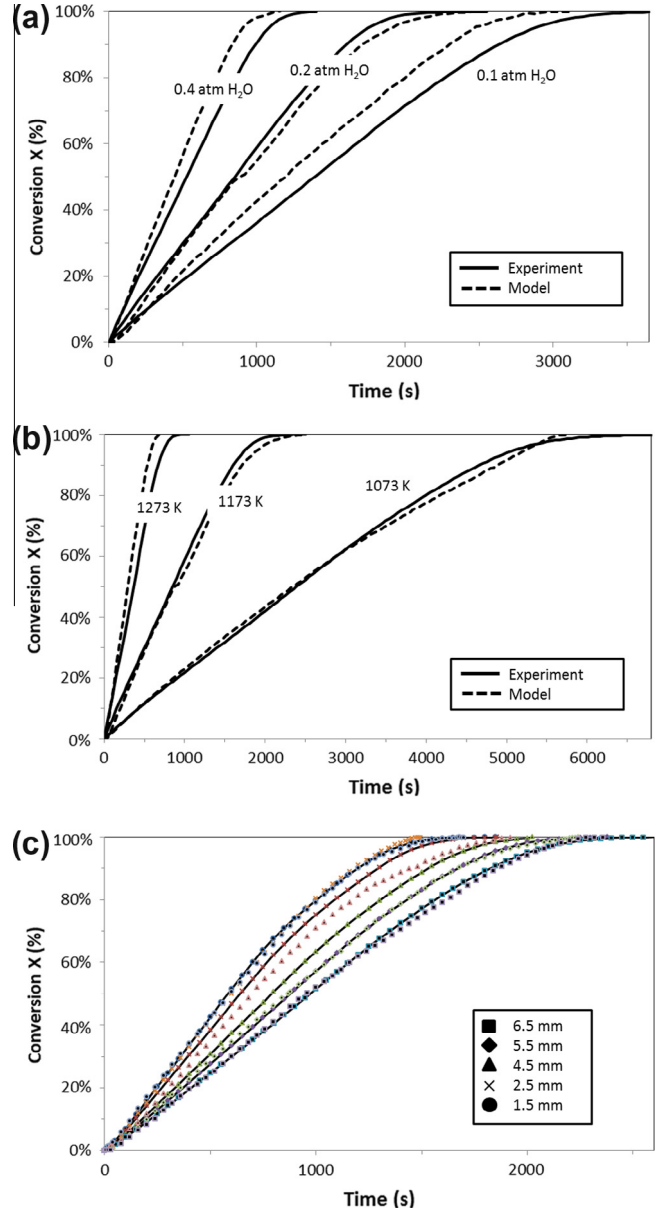 (a)
100%
80%
60%
40%
20%
0%
Conversion X (%)
0.4 atm H₂O
0.2 atm H₂O
0.1 atm H₂O
Experiment
Model
0 1000 2000 3000
Time (s)
(b)
100%
80%
60%
40%
20%
0%
Conversion X (%)
1273 K
1173 K
1073 K
Experiment
Model
0 1000 2000 3000 4000 5000 6000
Time (s)
(c)
100%
80%
60%
40%
20%
0%
Conversion X (%)
6.5 mm
5.5 mm
4.5 mm
2.5 mm
1.5 mm
0 1000 2000
Time (s)